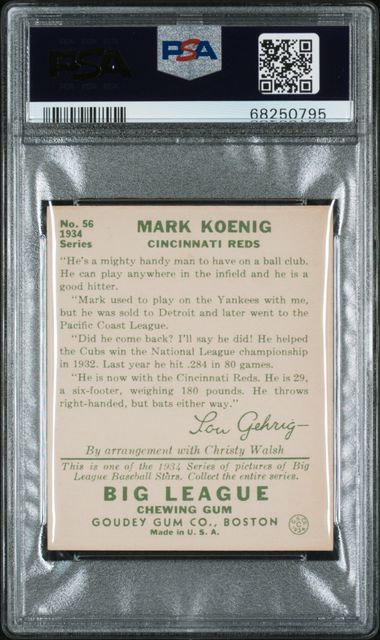 PSA
PSA
68250795
No. 56
1934
Series
MARK KOENIG
CINCINNATI REDS
"He's a mighty handy man to have on a ball club.
He can play anywhere in the infield and he is a
good hitter.
"Mark used to play on the Yankees with me,
but he was sold to Detroit and later went to the
Pacific Coast League.
"Did he come back? I'll say he did! He helped
the Cubs win the National League championship
in 1932. Last year he hit .284 in 80 games.
"He is now with the Cincinnati Reds. He is 29,
a six-footer, weighing 180 pounds. He throws
right-handed, but bats either way."
Lou Gehrig
By arrangement with Christy Walsh
This is one of the 1934 Series of pictures of Big
League Baseball Stars. Collect the entire series.
BIG LEAGUE
CHEWING GUM
GOUDEY GUM CO., BOSTON
Made in U. S. A.